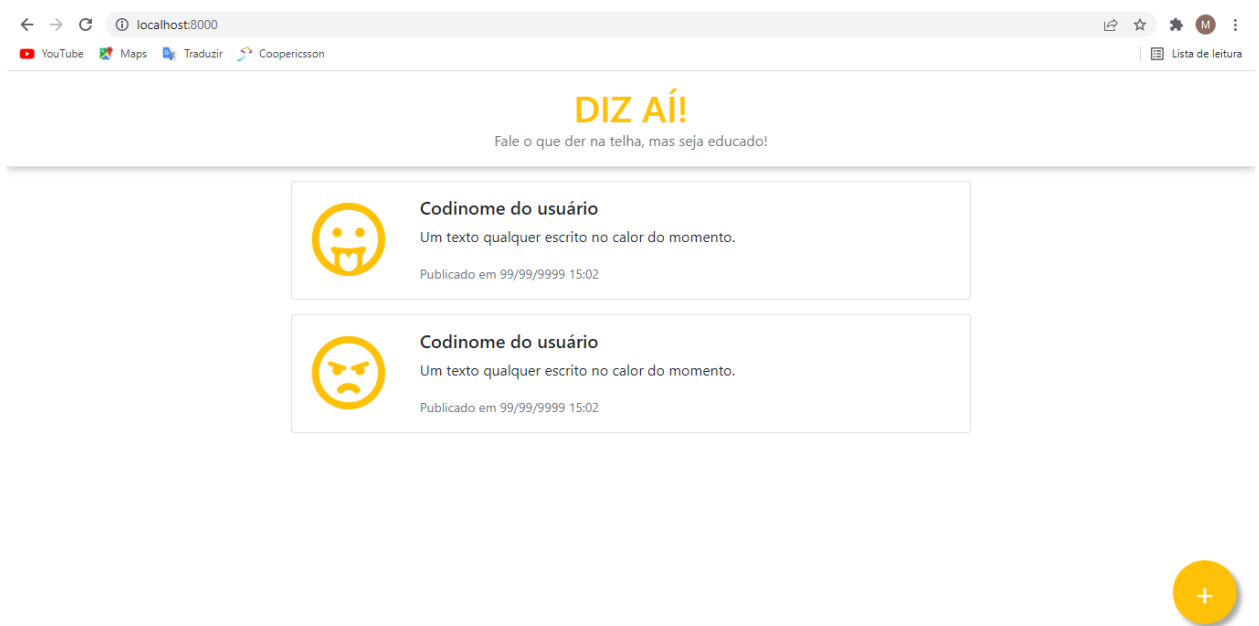 localhost:8000
M
YouTube Maps Traduzir Coopericsson
Lista de leitura
DIZ AÍ!
Fale o que der na telha, mas seja educado!
Codinome do usuário
Um texto qualquer escrito no calor do momento.
Publicado em 99/99/9999 15:02
Codinome do usuário
Um texto qualquer escrito no calor do momento.
Publicado em 99/99/9999 15:02
+